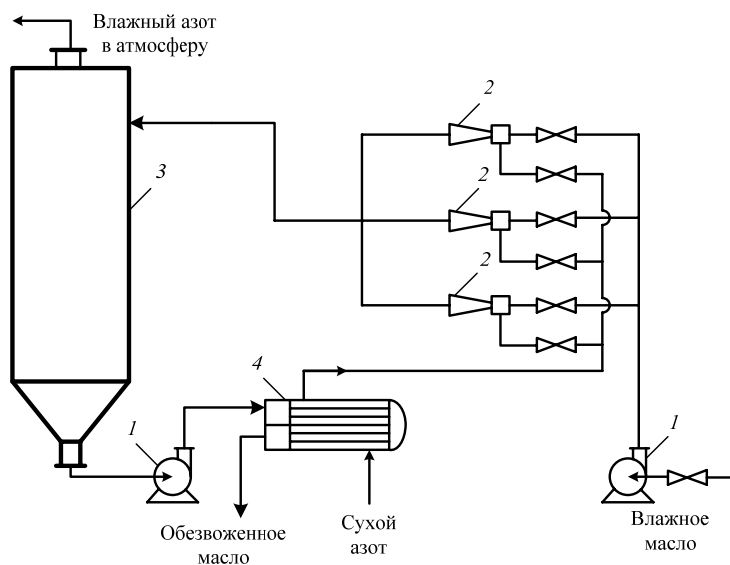 Влажный азот
в атмосферу
2
3
2
2
4
1
1
Обезвоженное
масло
Сухой
азот
Влажное
масло